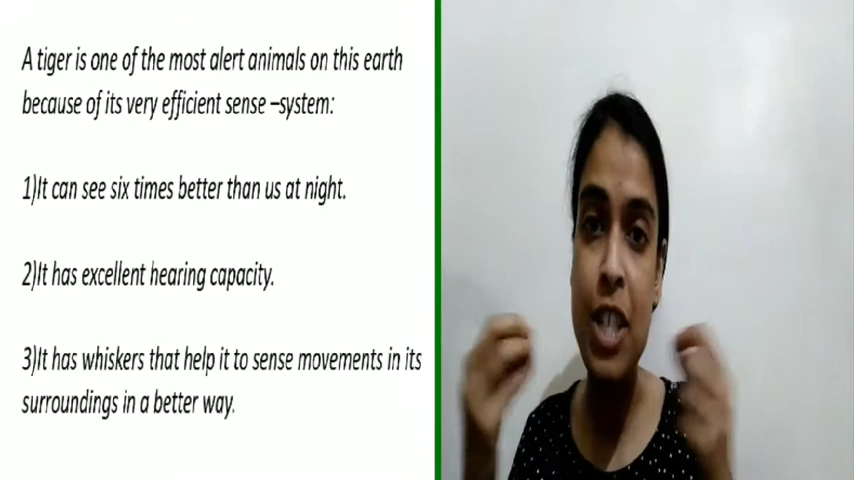 A tiger is one of the most alert animals on this earth
because of its very efficient sense –system:
1)It can see six times better than us at night.
2)It has excellent hearing capacity.
3)It has whiskers that help it to sense movements in its
surroundings in a better way.